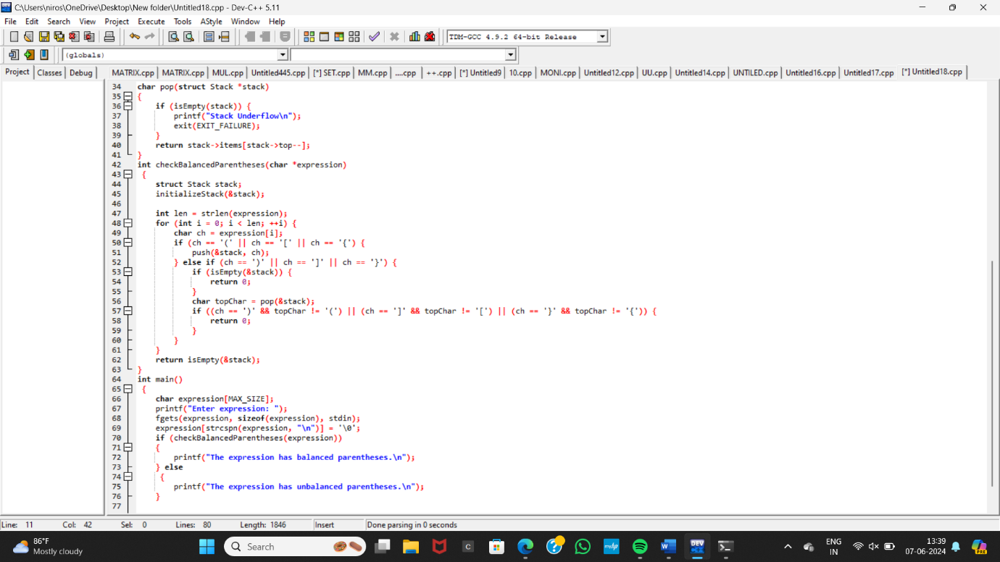 C:\Users\niros\OneDrive\Desktop\New folder\Untitled18.cpp - Dev-C++ 5.11
File Edit Search View Project Execute Tools AStyle Window Help
TDM-GCC 4.9.2 64-bit Release
(globals)
Project Classes Debug MATRIX.cpp MATRIX.cpp MUL.cpp Untitled445.cpp [*] SET.cpp MM.cpp ....cpp ++.cpp [*] Untitled9 10.cpp MONI.cpp Untitled12.cpp UU.cpp Untitled14.cpp UNTILED.cpp Untitled16.cpp Untitled17.cpp [*] Untitled18.cpp
34 char pop(struct Stack *stack)
35 {
36 if (isEmpty(stack)) {
37 printf("Stack Underflow\n");
38 exit(EXIT_FAILURE);
39 }
40 return stack->items[stack->top--];
41 }
42 int checkBalancedParentheses(char *expression)
43 {
44 struct Stack stack;
45 initializeStack(&stack);
46
47 int len = strlen(expression);
48 for (int i = 0; i < len; ++i) {
49 char ch = expression[i];
50 if (ch == '(' || ch == '[' || ch == '{') {
51 push(&stack, ch);
52 } else if (ch == ')' || ch == ']' || ch == '}') {
53 if (isEmpty(&stack)) {
54 return 0;
55 }
56 char topChar = pop(&stack);
57 if ((ch == ')' && topChar != '(') || (ch == ']' && topChar != '[') || (ch == '}' && topChar != '{')) {
58 return 0;
59 }
60 }
61 }
62 return isEmpty(&stack);
63 }
64 int main()
65 {
66 char expression[MAX_SIZE];
67 printf("Enter expression: ");
68 fgets(expression, sizeof(expression), stdin);
69 expression[strcspn(expression, "\n")] = '\0';
70 if (checkBalancedParentheses(expression))
71 {
72 printf("The expression has balanced parentheses.\n");
73 } else
74 {
75 printf("The expression has unbalanced parentheses.\n");
76 }
77
Line: 11 Col: 42 Sel: 0 Lines: 80 Length: 1846 Insert Done parsing in 0 seconds
86°F
Mostly cloudy
Search
C
myhp
W
DEV
ENG
IN
13:39
07-06-2024
PRE